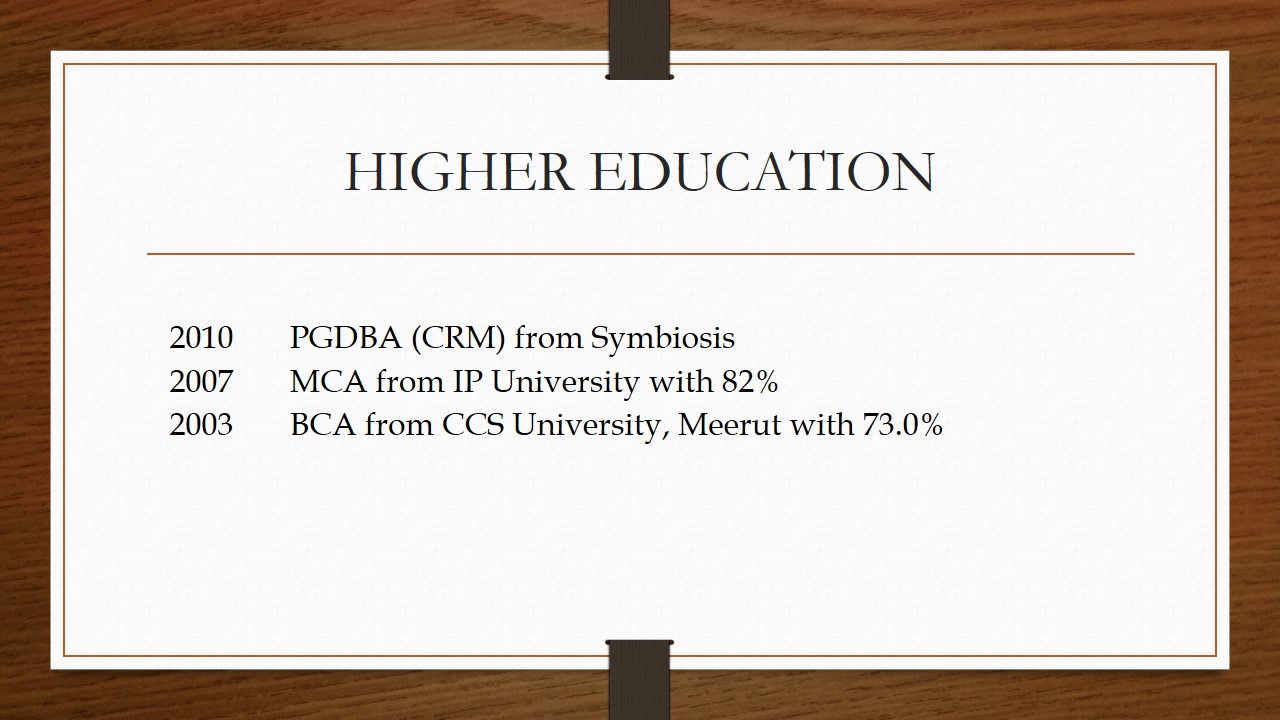 HIGHER EDUCATION
2010 PGDBA (CRM) from Symbiosis
2007 MCA from IP University with 82%
2003 BCA from CCS University, Meerut with 73.0%